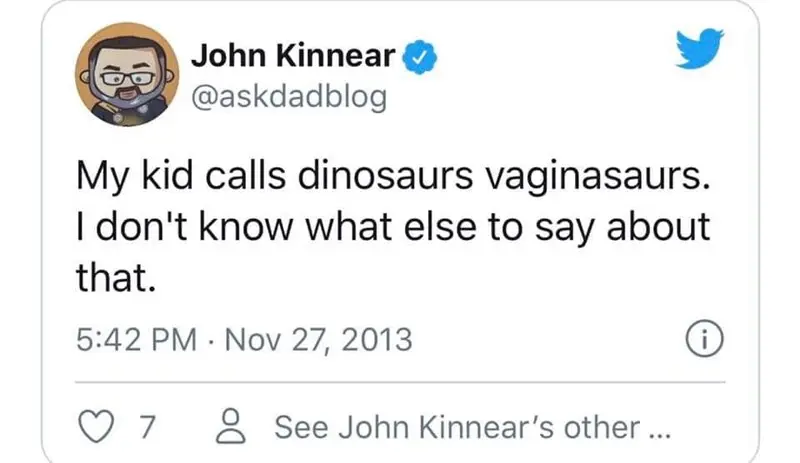 John Kinnear
@askdadblog
My kid calls dinosaurs vaginasaurs.
I don't know what else to say about
that.
5:42 PM · Nov 27, 2013
7 See John Kinnear’s other ...